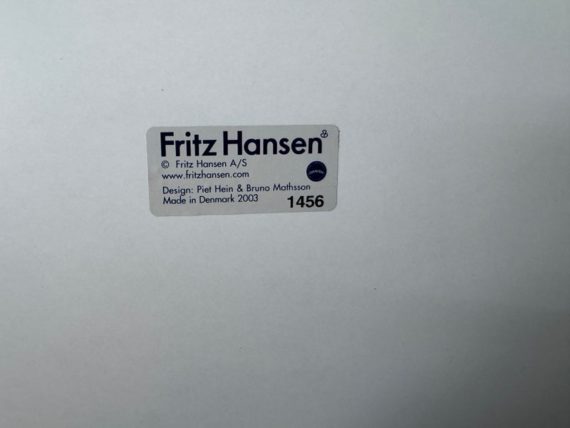 Fritz Hansen
© Fritz Hansen A/S
www.fritzhansen.com
Design: Piet Hein & Bruno Mathsson
Made in Denmark 2003
1456